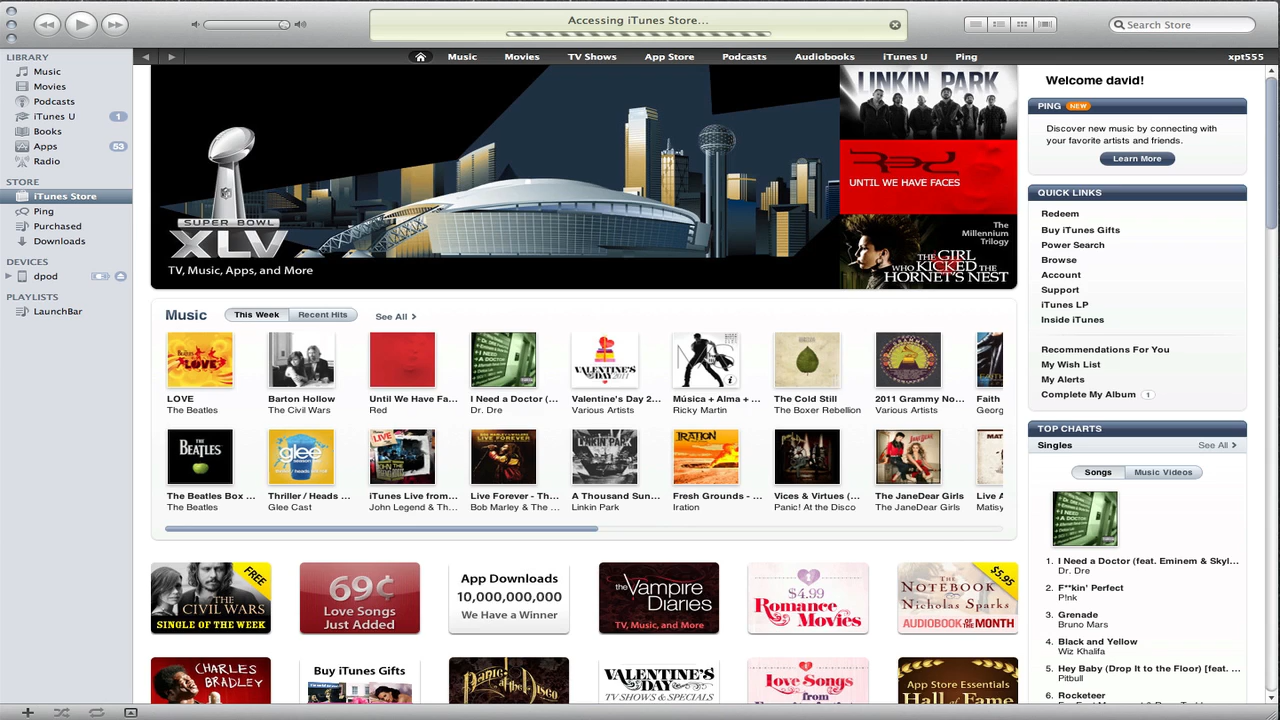 Accessing iTunes Store...
Search Store
LIBRARY
Music
Movies
Podcasts
iTunes U 1
Books
Apps 53
Radio
STORE
iTunes Store
Ping
Purchased
Downloads
DEVICES
dpod
PLAYLISTS
LaunchBar
Music Movies TV Shows App Store Podcasts Audiobooks iTunes U Ping xpt555
SUPER BOWL
XLV
TV, Music, Apps, and More
LINKIN PARK
RED
UNTIL WE HAVE FACES
The
Millennium
Trilogy
THE GIRL
WHO KICKED THE
HORNET'S NEST
Music This Week Recent Hits See All >
LOVE
The Beatles
Barton Hollow
The Civil Wars
Until We Have Fa...
Red
I Need a Doctor (...
Dr. Dre
Valentine's Day 2...
Various Artists
Música + Alma + ...
Ricky Martin
The Cold Still
The Boxer Rebellion
2011 Grammy No...
Various Artists
Faith
Georg
The Beatles Box ...
The Beatles
Thriller / Heads ...
Glee Cast
iTunes Live from...
John Legend & Th...
Live Forever - Th...
Bob Marley & The ...
A Thousand Sun...
Linkin Park
Fresh Grounds - ...
Iration
Vices & Virtues (...
Panic! At the Disco
The JaneDear Girls
The JaneDear Girls
Live A
Matisy
FREE
THE
CIVIL WARS
SINGLE OF THE WEEK
69¢
Love Songs
Just Added
App Downloads
10,000,000,000
We Have a Winner
the Vampire
Diaries
TV, Music, and More
$4.99
Romance
Movies
$5.95
THE
NOTEBOOK
Nicholas Sparks
AUDIOBOOK OF THE MONTH
CHARLES
BRADLEY
Buy iTunes Gifts
Panic!
at the Disco
VALENTINE'S
DAY
TV SHOWS & SPECIALS
Love Songs
from
App Store Essentials
Hall of Fame
Welcome david!
PING NEW
Discover new music by connecting with
your favorite artists and friends.
Learn More
QUICK LINKS
Redeem
Buy iTunes Gifts
Power Search
Browse
Account
Support
iTunes LP
Inside iTunes
Recommendations For You
My Wish List
My Alerts
Complete My Album 1
TOP CHARTS
Singles See All >
Songs Music Videos
1. I Need a Doctor (feat. Eminem & Skyl...
Dr. Dre
2. F**kin' Perfect
P!nk
3. Grenade
Bruno Mars
4. Black and Yellow
Wiz Khalifa
5. Hey Baby (Drop It to the Floor) [feat. ...
Pitbull
6. Rocketeer